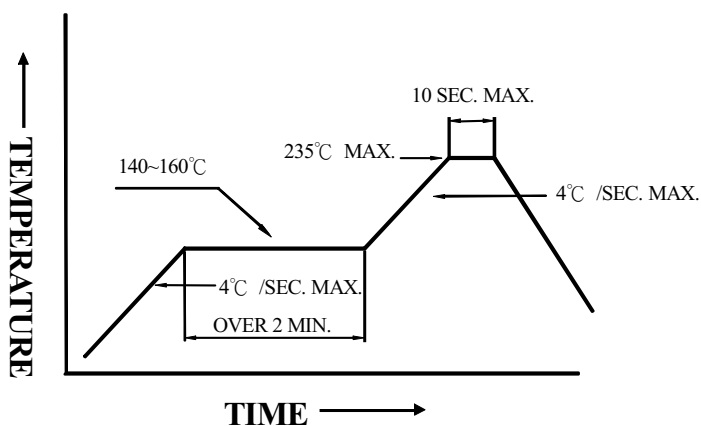 10 SEC. MAX.
235℃ MAX.
140~160℃
4℃ /SEC. MAX.
4℃ /SEC. MAX.
OVER 2 MIN.
TEMPERATURE
TIME